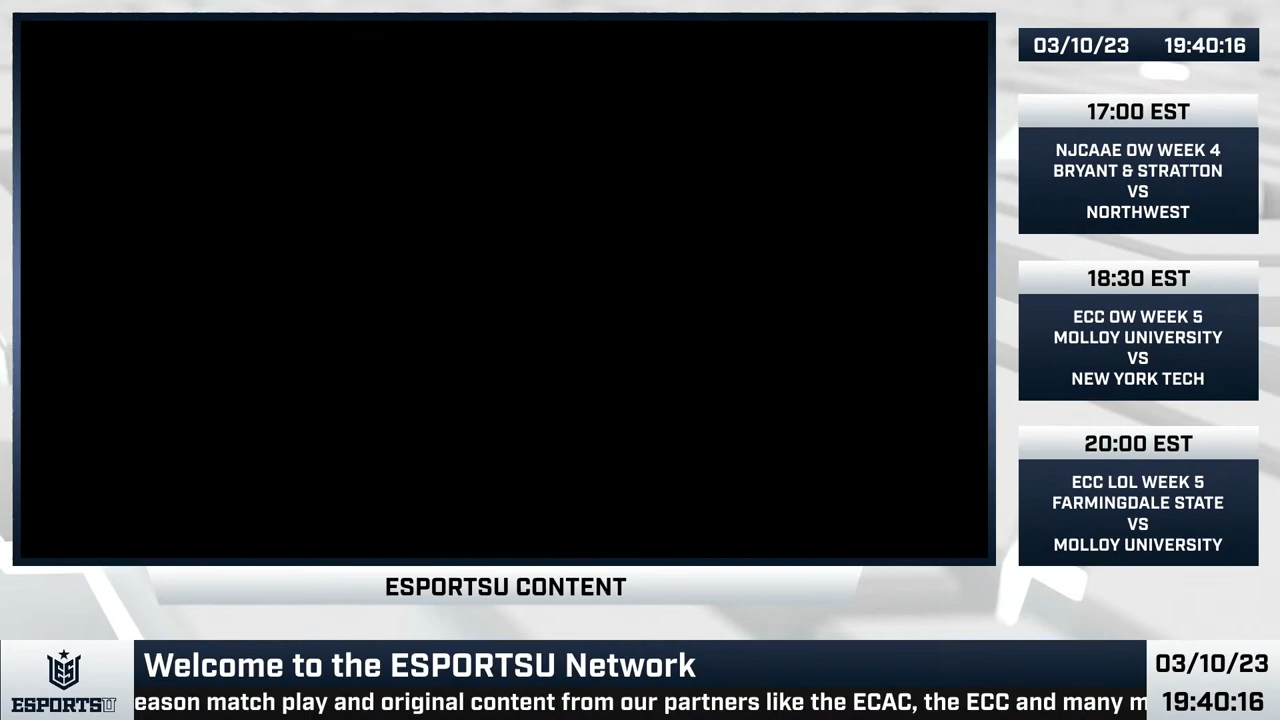 03/10/23 19:40:16
17:00 EST
NJCAAE OW WEEK 4
BRYANT & STRATTON
VS
NORTHWEST
18:30 EST
ECC OW WEEK 5
MOLLOY UNIVERSITY
VS
NEW YORK TECH
20:00 EST
ECC LOL WEEK 5
FARMINGDALE STATE
VS
MOLLOY UNIVERSITY
ESPORTSU CONTENT
Welcome to the ESPORTSU Network
eason match play and original content from our partners like the ECAC, the ECC and many m
ESPORTSU
03/10/23
19:40:16